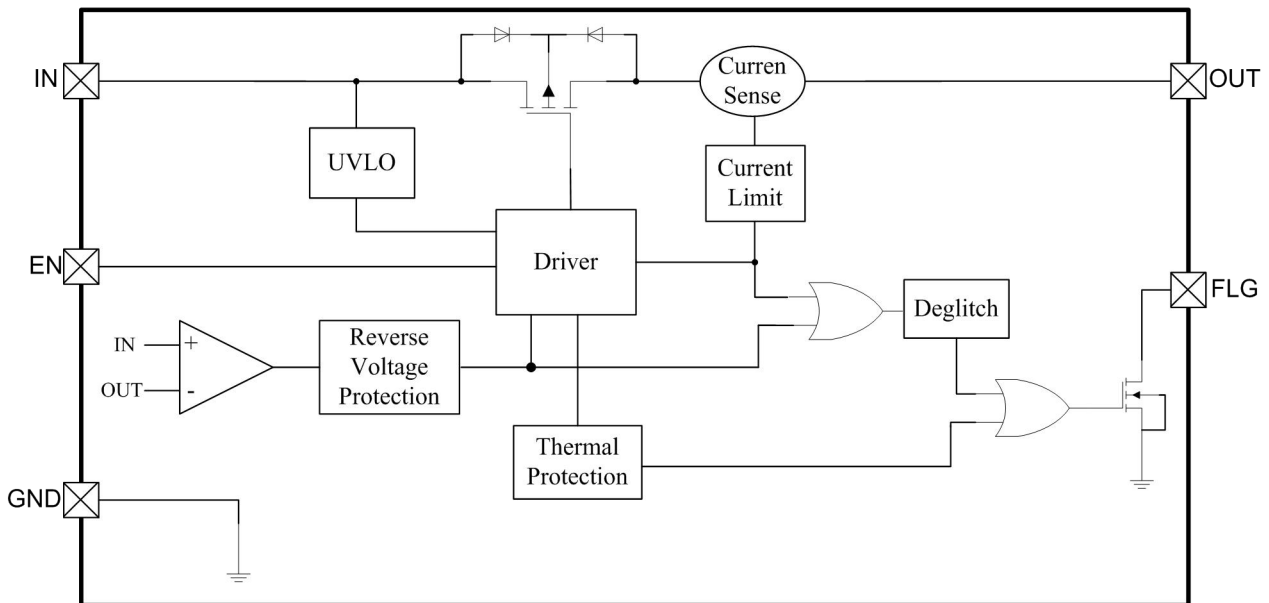 IN
OUT
Curren
Sense
UVLO
Current
Limit
EN
Driver
FLG
Deglitch
IN
+
OUT
-
Reverse
Voltage
Protection
Thermal
Protection
GND